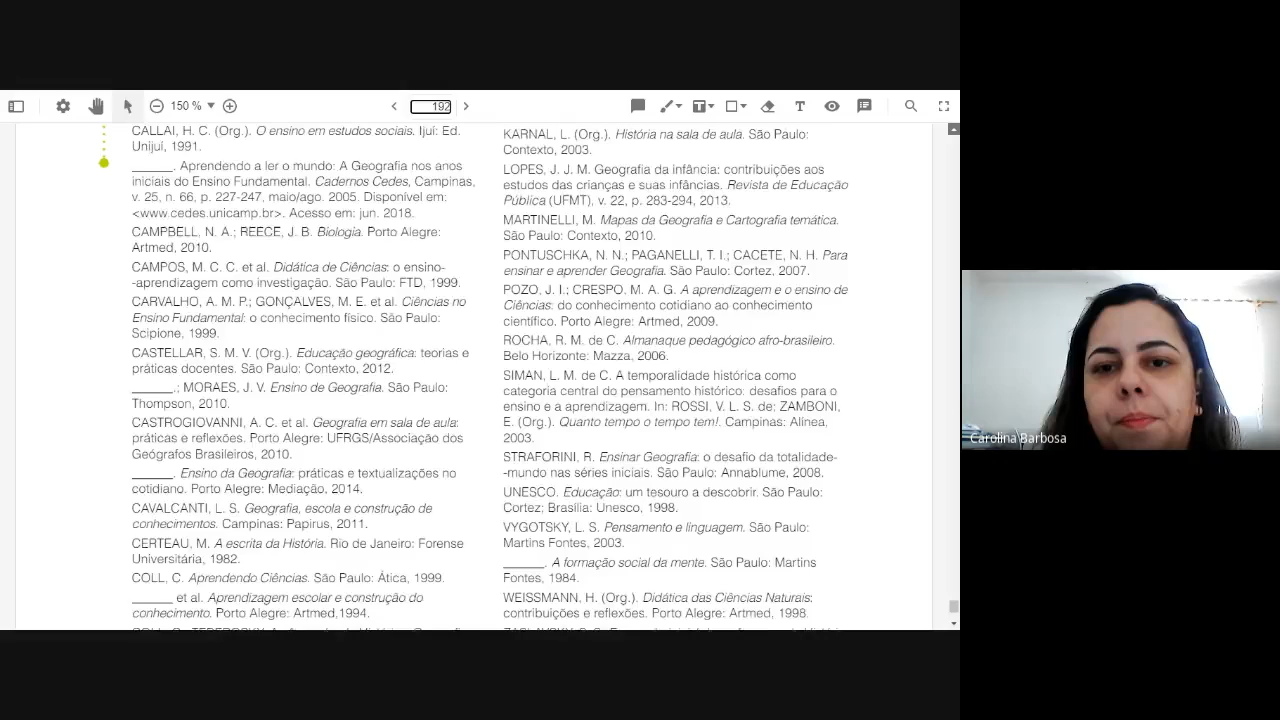 150 %
192
CALLAI, H. C. (Org.). O ensino em estudos sociais. Ijuí: Ed.
Unijuí, 1991.
______. Aprendendo a ler o mundo: A Geografia nos anos
iniciais do Ensino Fundamental. Cadernos Cedes, Campinas,
v. 25, n. 66, p. 227-247, maio/ago. 2005. Disponível em:
<www.cedes.unicamp.br>. Acesso em: jun. 2018.
CAMPBELL, N. A.; REECE, J. B. Biologia. Porto Alegre:
Artmed, 2010.
CAMPOS, M. C. C. et al. Didática de Ciências: o ensino-
-aprendizagem como investigação. São Paulo: FTD, 1999.
CARVALHO, A. M. P.; GONÇALVES, M. E. et al. Ciências no
Ensino Fundamental: o conhecimento físico. São Paulo:
Scipione, 1999.
CASTELLAR, S. M. V. (Org.). Educação geográfica: teorias e
práticas docentes. São Paulo: Contexto, 2012.
______.; MORAES, J. V. Ensino de Geografia. São Paulo:
Thompson, 2010.
CASTROGIOVANNI, A. C. et al. Geografia em sala de aula:
práticas e reflexões. Porto Alegre: UFRGS/Associação dos
Geógrafos Brasileiros, 2010.
______. Ensino da Geografia: práticas e textualizações no
cotidiano. Porto Alegre: Mediação, 2014.
CAVALCANTI, L. S. Geografia, escola e construção de
conhecimentos. Campinas: Papirus, 2011.
CERTEAU, M. A escrita da História. Rio de Janeiro: Forense
Universitária, 1982.
COLL, C. Aprendendo Ciências. São Paulo: Ática, 1999.
______ et al. Aprendizagem escolar e construção do
conhecimento. Porto Alegre: Artmed,1994.
KARNAL, L. (Org.). História na sala de aula. São Paulo:
Contexto, 2003.
LOPES, J. J. M. Geografia da infância: contribuições aos
estudos das crianças e suas infâncias. Revista de Educação
Pública (UFMT), v. 22, p. 283-294, 2013.
MARTINELLI, M. Mapas da Geografia e Cartografia temática.
São Paulo: Contexto, 2010.
PONTUSCHKA, N. N.; PAGANELLI, T. I.; CACETE, N. H. Para
ensinar e aprender Geografia. São Paulo: Cortez, 2007.
POZO, J. I.; CRESPO. M. A. G. A aprendizagem e o ensino de
Ciências: do conhecimento cotidiano ao conhecimento
científico. Porto Alegre: Artmed, 2009.
ROCHA, R. M. de C. Almanaque pedagógico afro-brasileiro.
Belo Horizonte: Mazza, 2006.
SIMAN, L. M. de C. A temporalidade histórica como
categoria central do pensamento histórico: desafios para o
ensino e a aprendizagem. In: ROSSI, V. L. S. de; ZAMBONI,
E. (Org.). Quanto tempo o tempo tem!. Campinas: Alínea,
2003.
STRAFORINI, R. Ensinar Geografia: o desafio da totalidade-
-mundo nas séries iniciais. São Paulo: Annablume, 2008.
UNESCO. Educação: um tesouro a descobrir. São Paulo:
Cortez; Brasília: Unesco, 1998.
VYGOTSKY, L. S. Pensamento e linguagem. São Paulo:
Martins Fontes, 2003.
______. A formação social da mente. São Paulo: Martins
Fontes, 1984.
WEISSMANN, H. (Org.). Didática das Ciências Naturais:
contribuições e reflexões. Porto Alegre: Artmed, 1998.
Carolina Barbosa